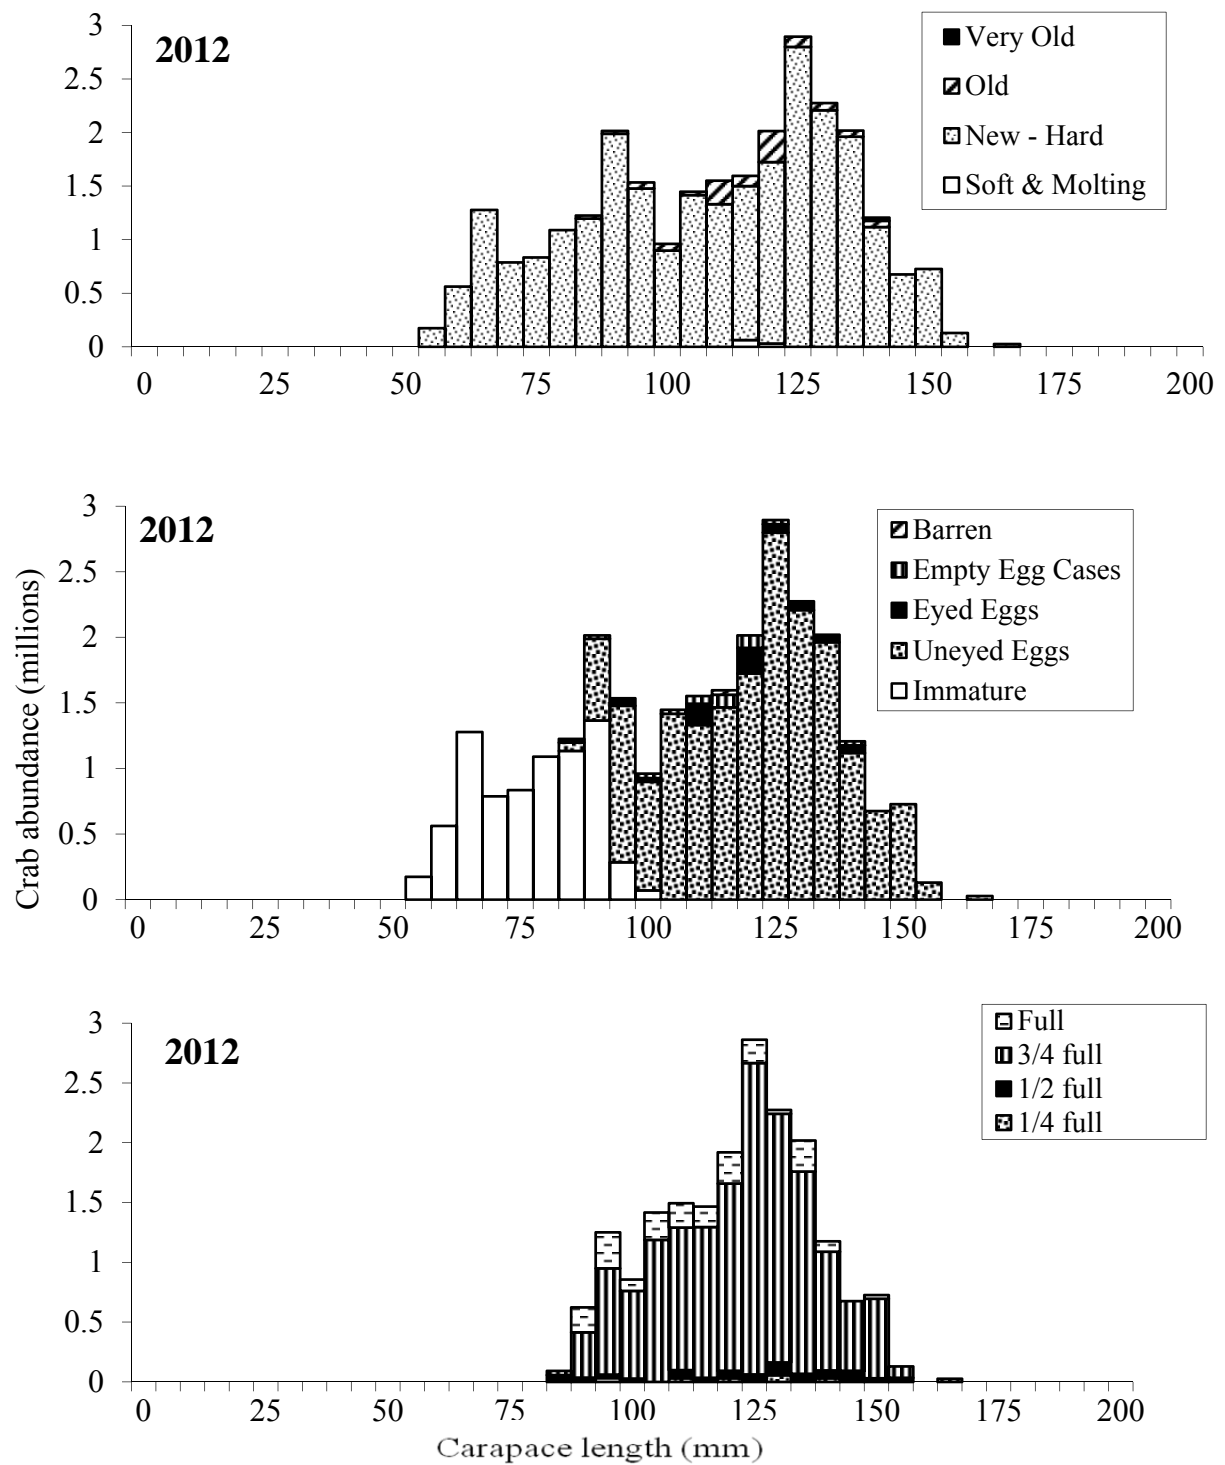 2012
Very Old
Old
New - Hard
Soft & Molting
3
2.5
2
1.5
1
0.5
0
0 25 50 75 100 125 150 175 200
2012
Barren
Empty Egg Cases
Eyed Eggs
Uneyed Eggs
Immature
Crab abundance (millions)
3
2.5
2
1.5
1
0.5
0
0 25 50 75 100 125 150 175 200
2012
Full
3/4 full
1/2 full
1/4 full
3
2.5
2
1.5
1
0.5
0
0 25 50 75 100 125 150 175 200
Carapace length (mm)